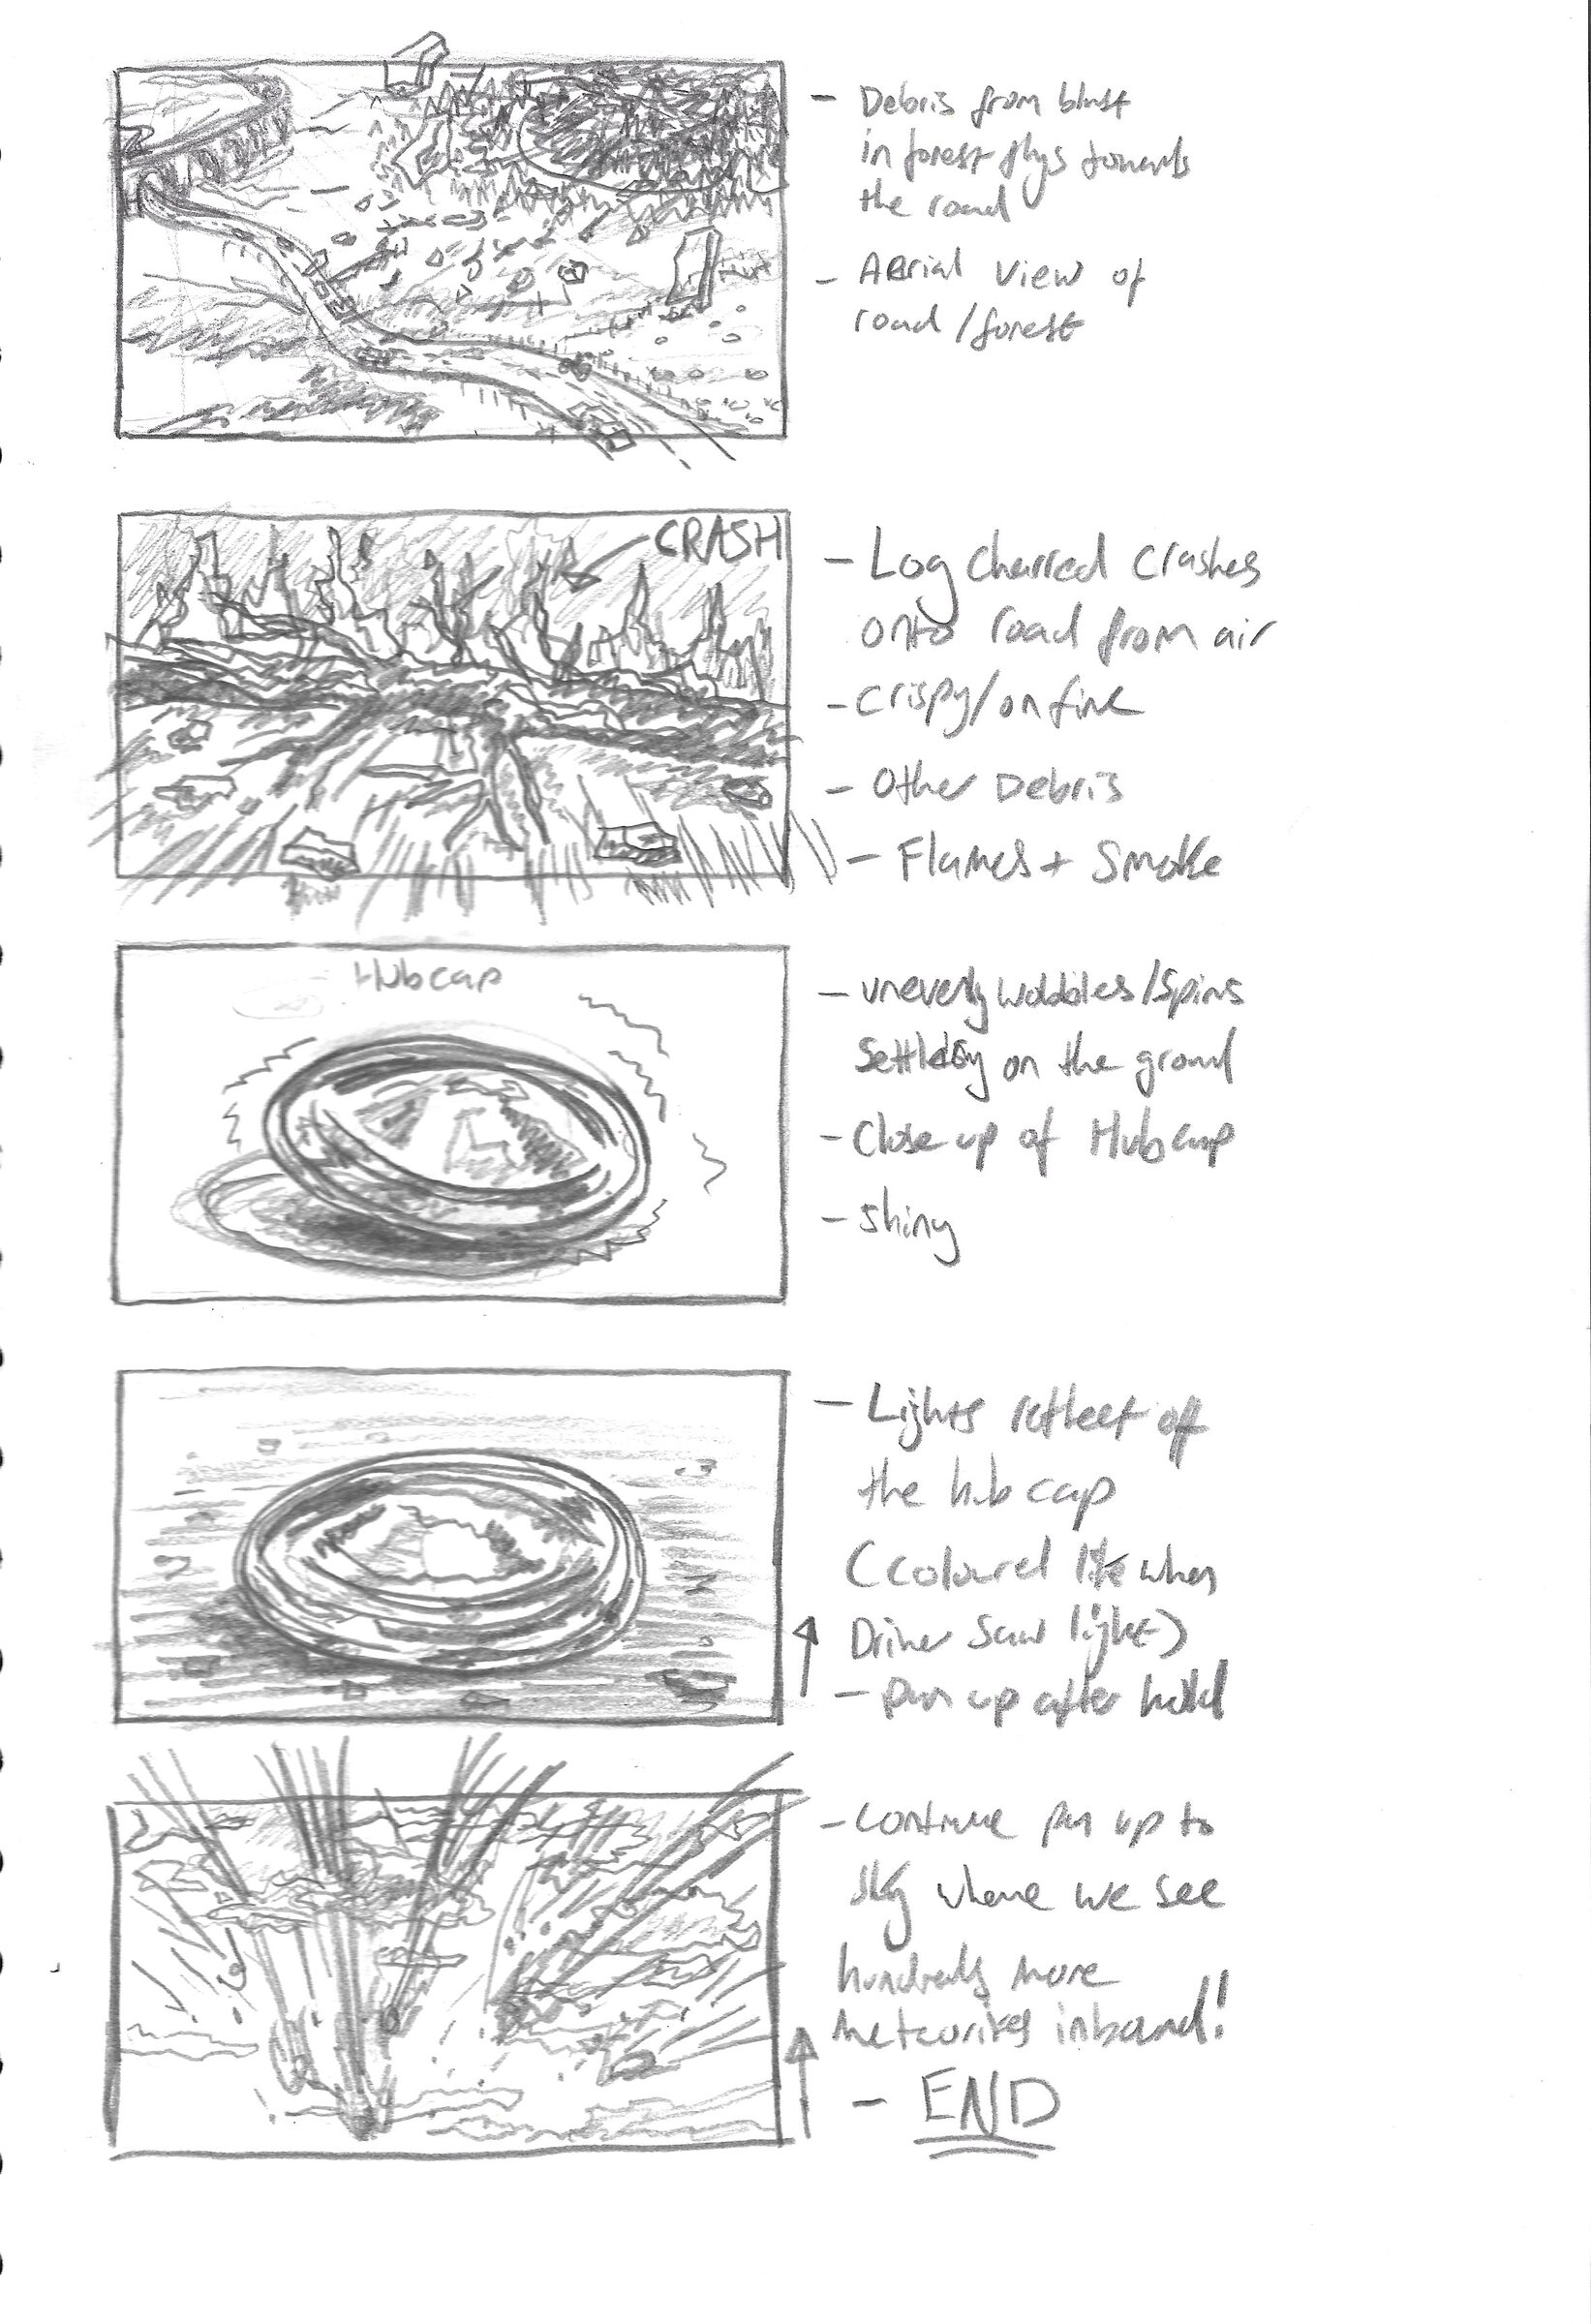 - Debris from blast
in forest flys towards
the road
- Aerial view of
road/forest
CRASH
- Log charred crashes
onto road from air
- crispy/on fire
- Other Debris
- Flames + Smoke
Hubcap
- unevenly wobbles/spins
on the ground
- Close up of Hubcap
- shiny
- Lights reflect off
the hub cap
(coloured like when
Driver saw light)
- pan up after hold
- continue pan up to
sky where we see
hundreds more
meteorites inbound!
- END